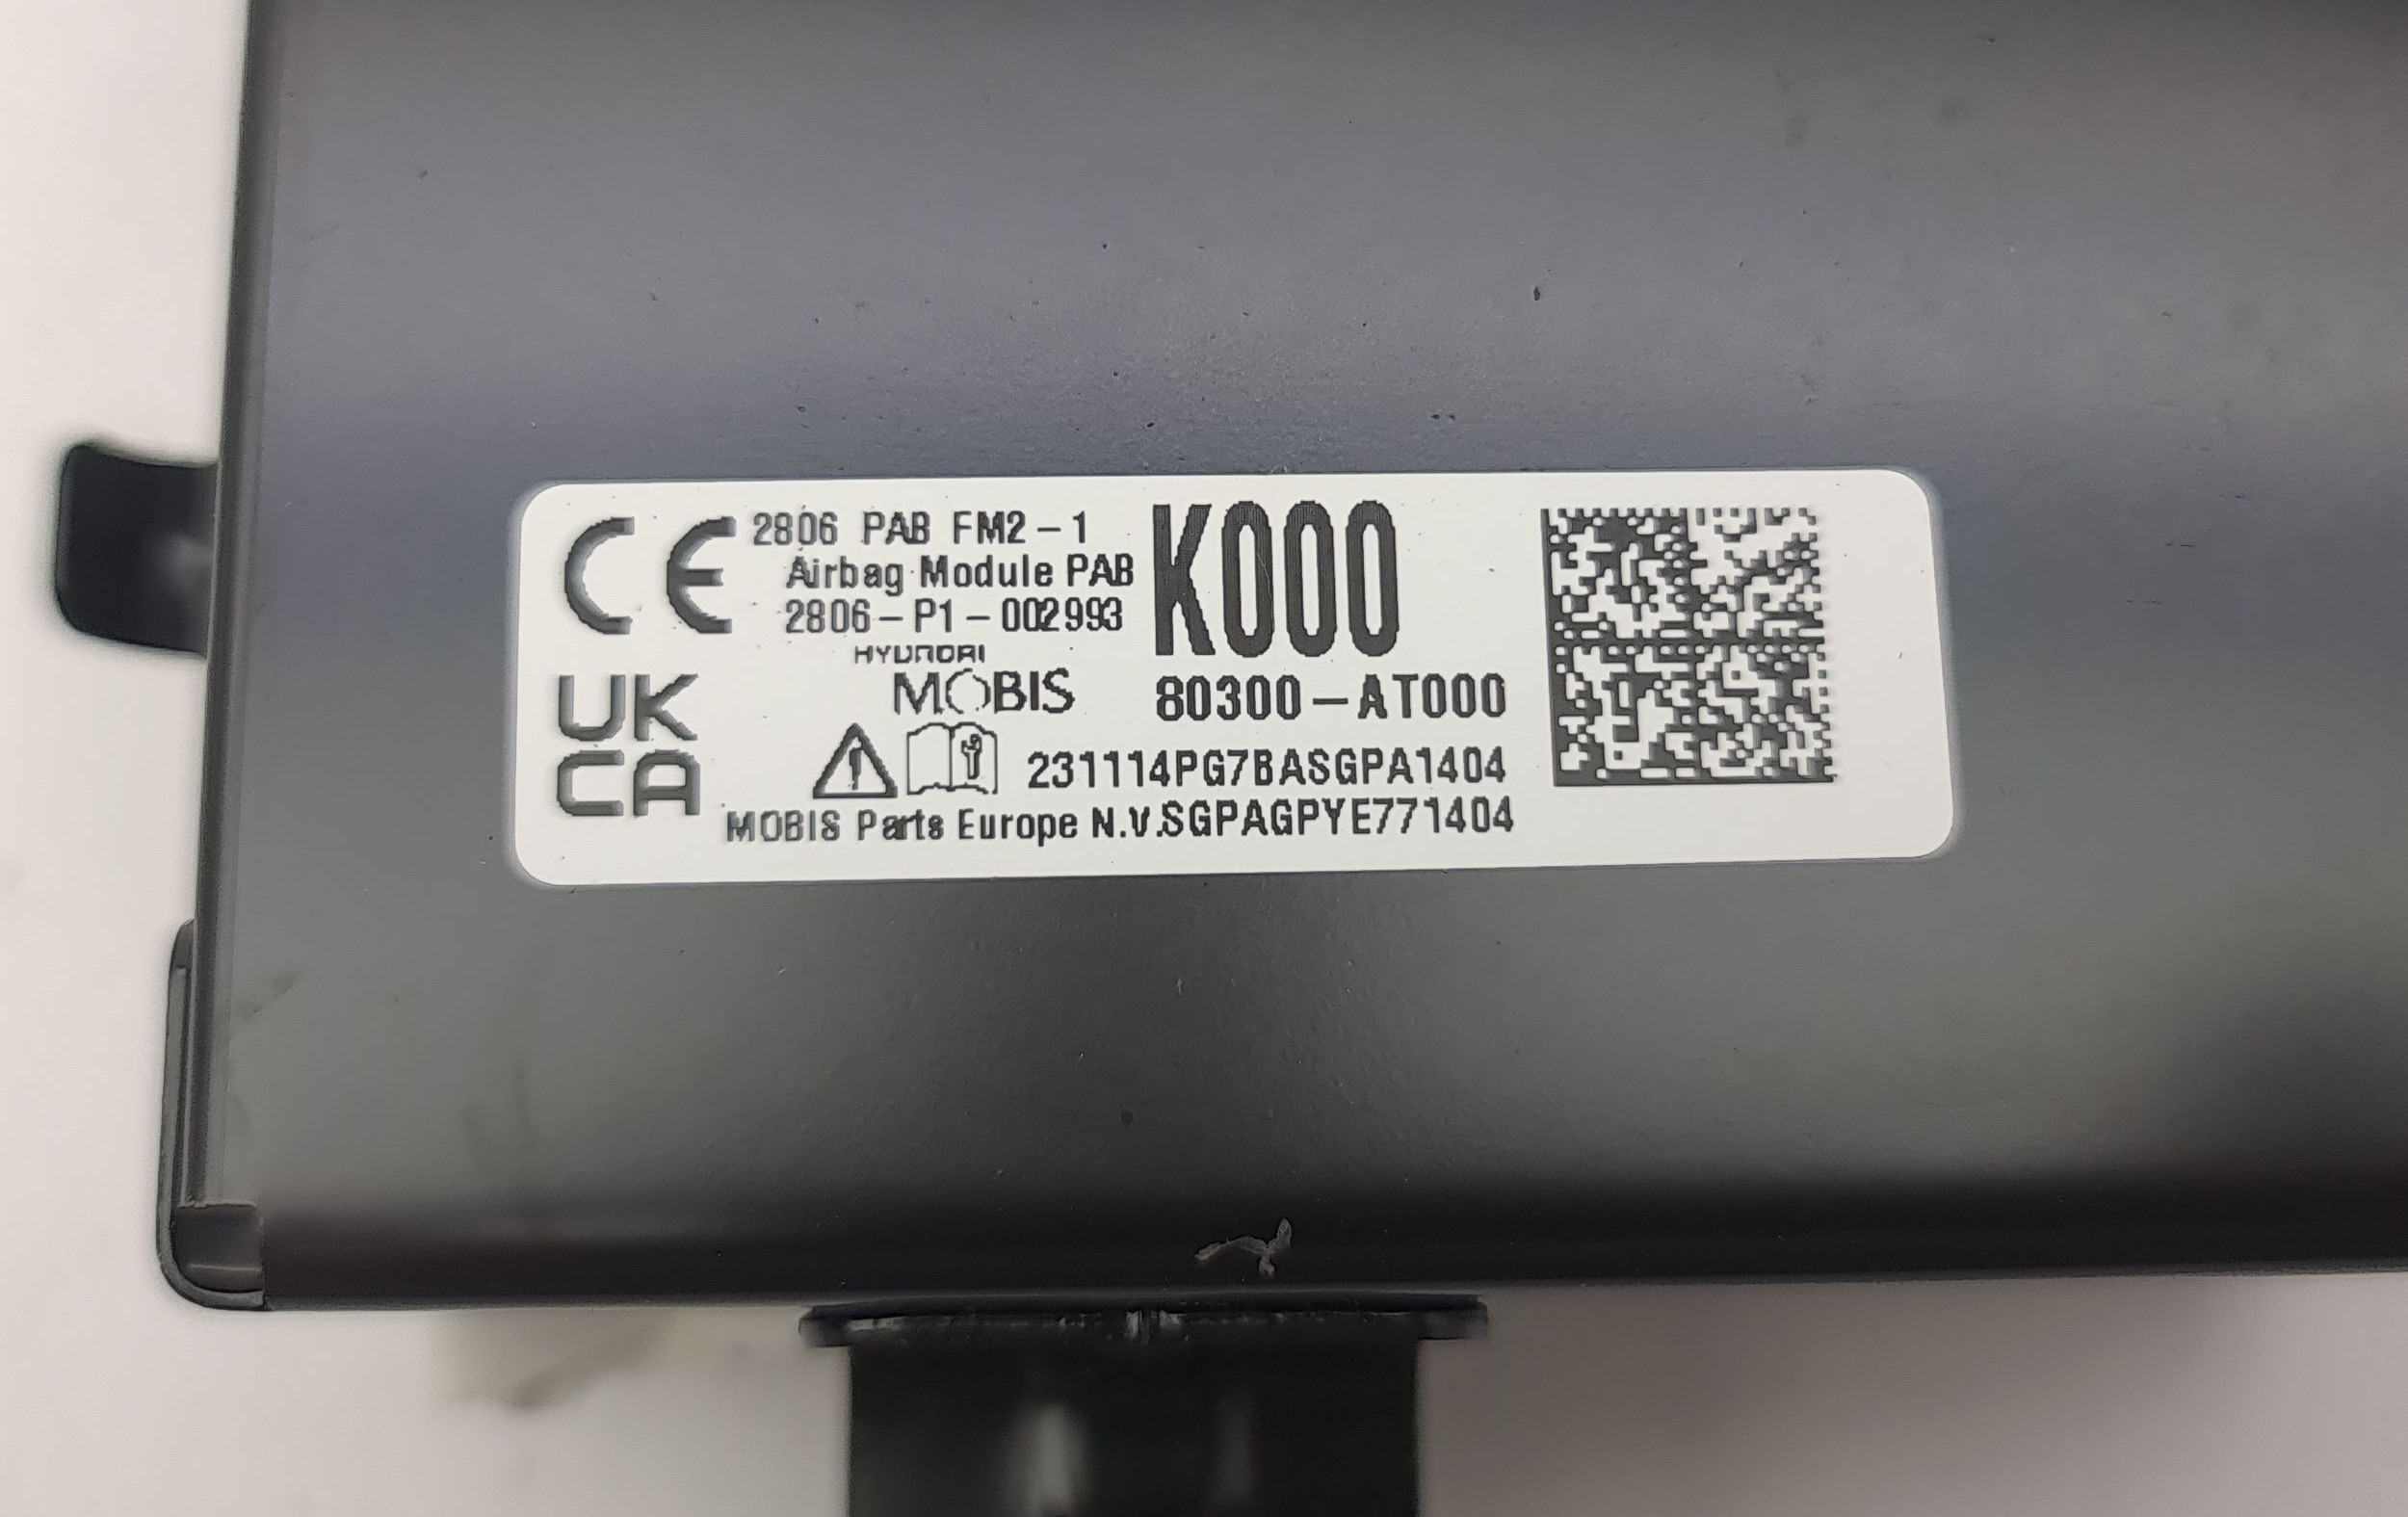 CE 2806 PAB FM2-1
Airbag Module PAB
2806-P1-002993
K000
HYUNDAI
MOBIS
80300-AT000
UK
CA
231114PG7BASGPA1404
MOBIS Parts Europe N.V.SGPAGPYE771404